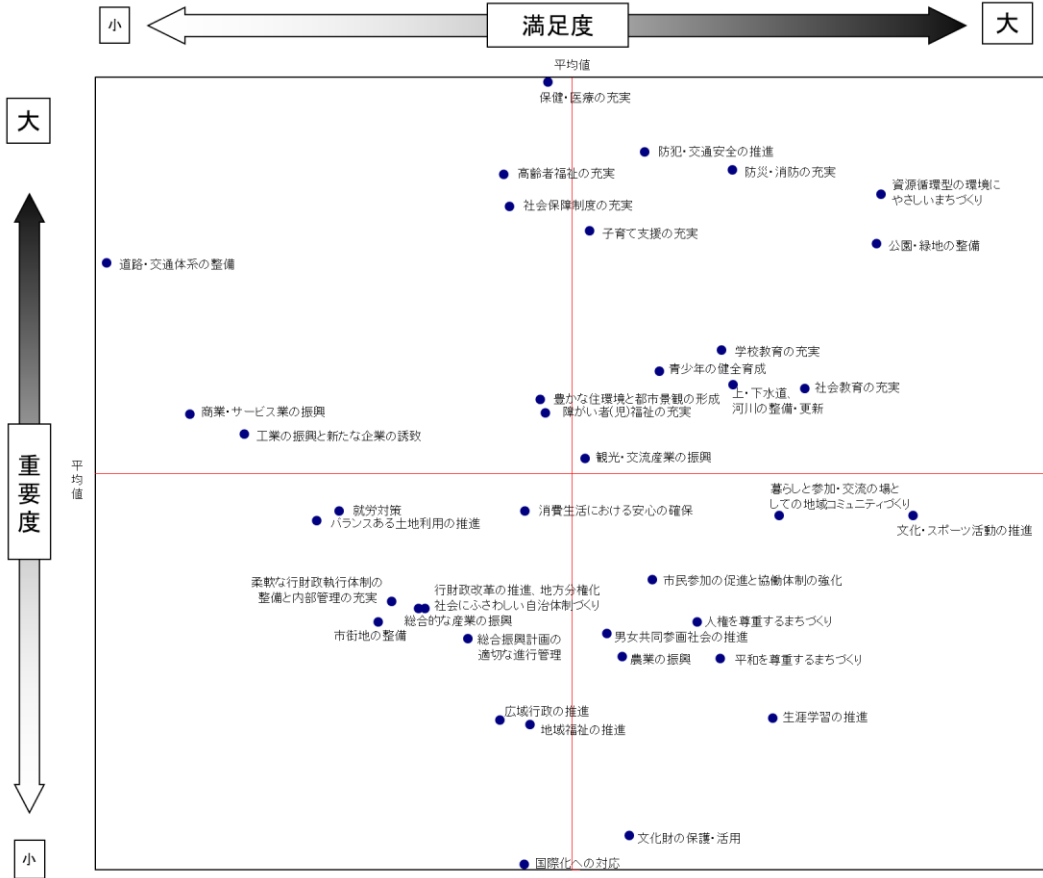 小
満足度
大
平均値
保健・医療の充実
大
防犯・交通安全の推進
高齢者福祉の充実
防災・消防の充実
資源循環型の環境に
やさしいまちづくり
社会保障制度の充実
子育て支援の充実
公園・緑地の整備
道路・交通体系の整備
学校教育の充実
青少年の健全育成
上・下水道、
河川の整備・更新
社会教育の充実
豊かな住環境と都市景観の形成
障がい者(児)福祉の充実
商業・サービス業の振興
工業の振興と新たな企業の誘致
観光・交流産業の振興
重要度
平均値
暮らしと参加・交流の場と
しての地域コミュニティづくり
就労対策
バランスある土地利用の推進
消費生活における安心の確保
文化・スポーツ活動の推進
柔軟な行財政執行体制の
整備と内部管理の充実
行財政改革の推進、地方分権化
社会にふさわしい自治体制づくり
総合的な産業の振興
市民参加の促進と協働体制の強化
市街地の整備
人権を尊重するまちづくり
総合振興計画の
適切な進行管理
男女共同参画社会の推進
農業の振興
平和を尊重するまちづくり
広域行政の推進
地域福祉の推進
生涯学習の推進
文化財の保護・活用
小
国際化への対応